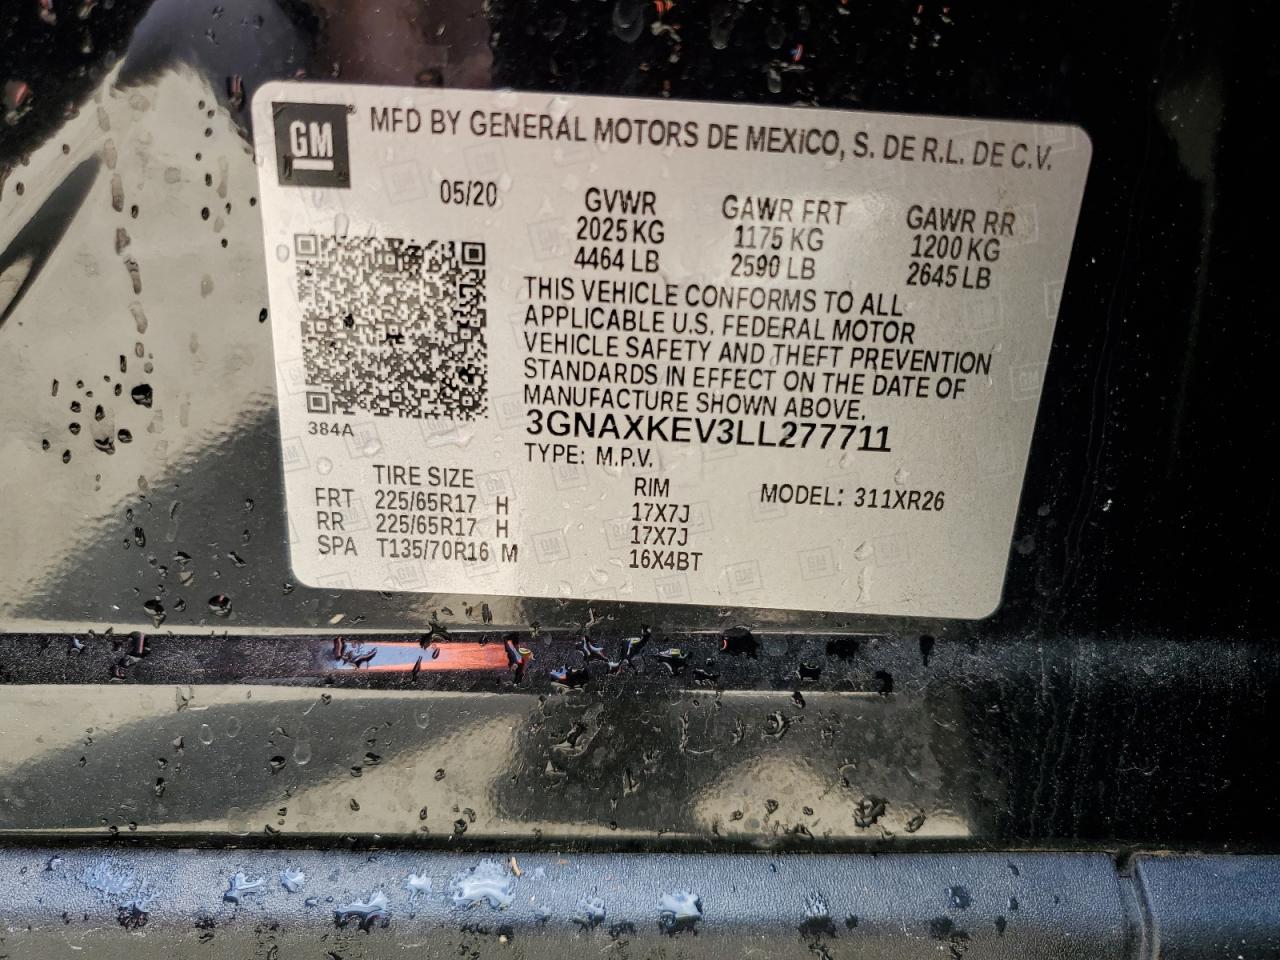 GM ® MFD BY GENERAL MOTORS DE MEXICO, S. DE R.L. DE C.V.
05/20 GVWR GAWR FRT GAWR RR
2025 KG 1175 KG 1200 KG
4464 LB 2590 LB 2645 LB
THIS VEHICLE CONFORMS TO ALL
APPLICABLE U.S. FEDERAL MOTOR
VEHICLE SAFETY AND THEFT PREVENTION
STANDARDS IN EFFECT ON THE DATE OF
MANUFACTURE SHOWN ABOVE.
384A
3GNAXKEV3LL277711
TYPE: M.P.V.
TIRE SIZE RIM MODEL: 311XR26
FRT 225/65R17 H 17X7J
RR 225/65R17 H 17X7J
SPA T135/70R16 M 16X4BT